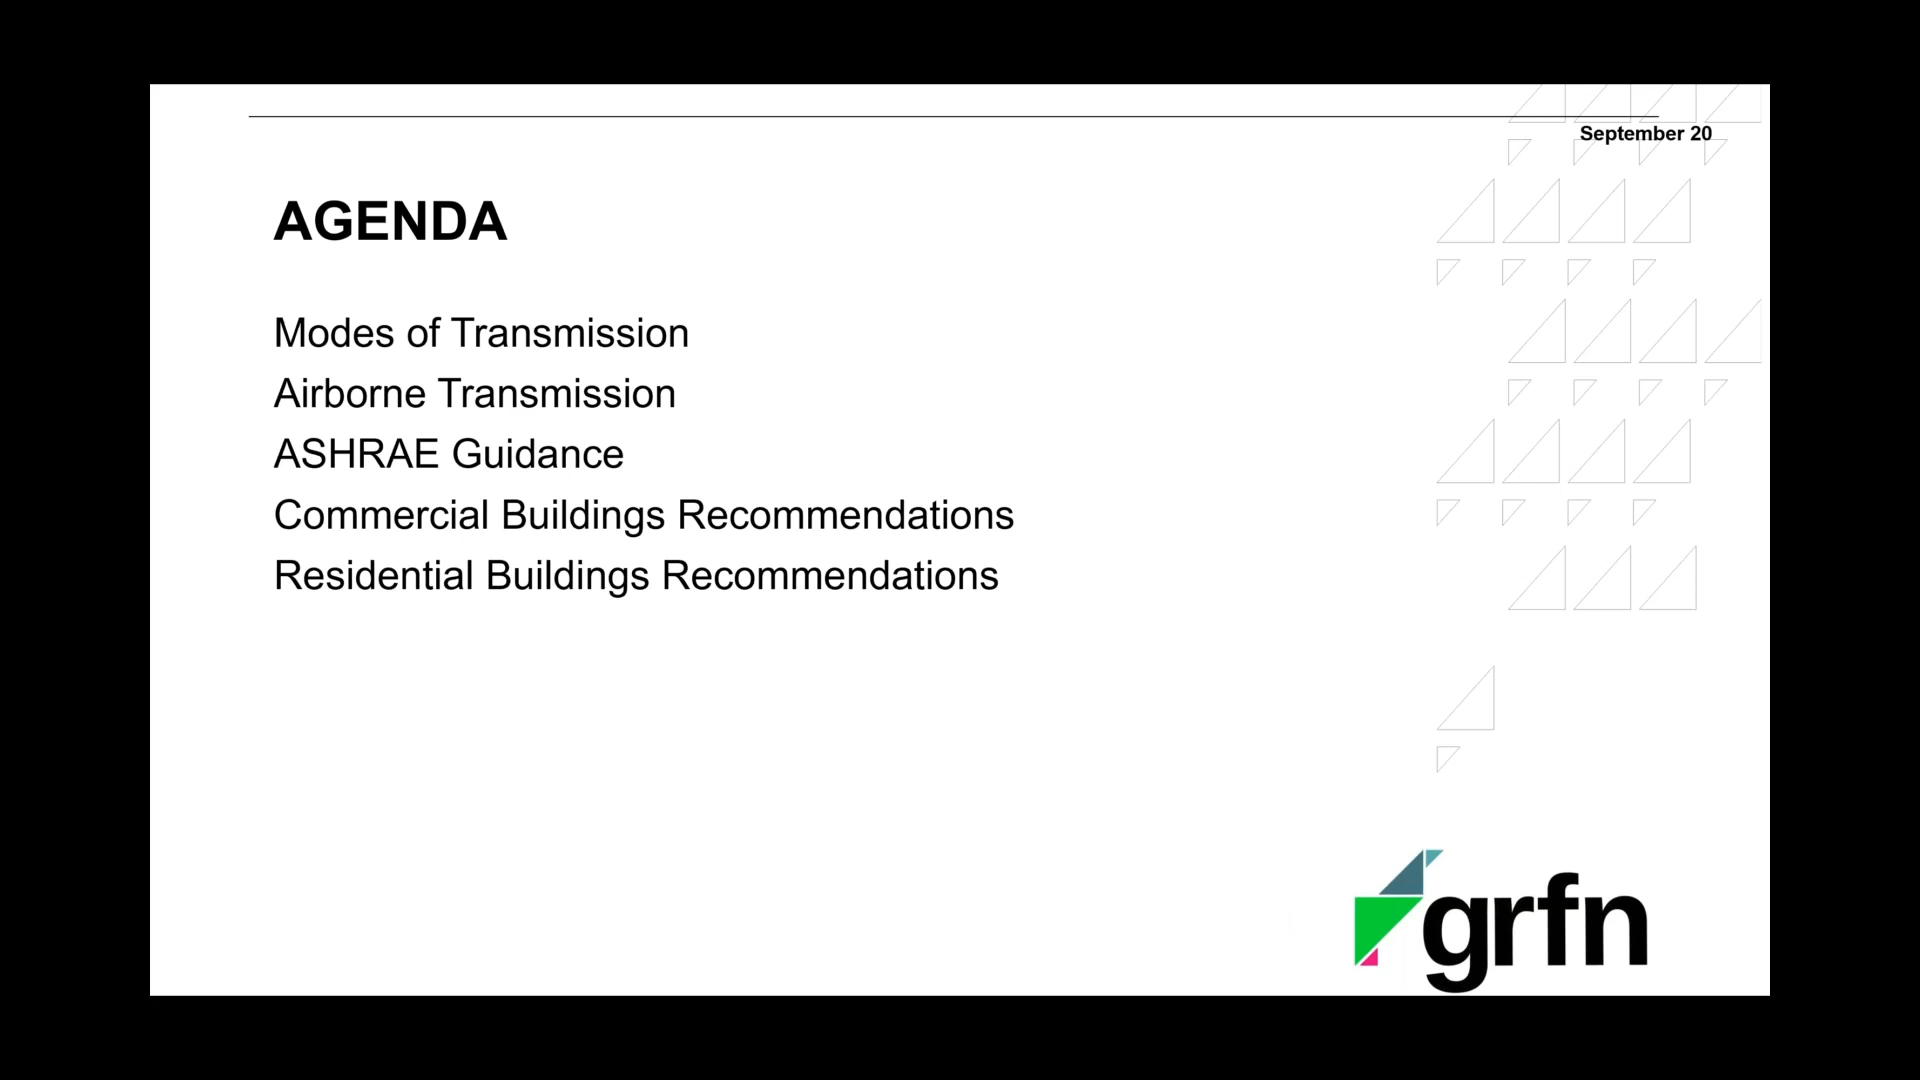 September 20
AGENDA
Modes of Transmission
Airborne Transmission
ASHRAE Guidance
Commercial Buildings Recommendations
Residential Buildings Recommendations
grfn